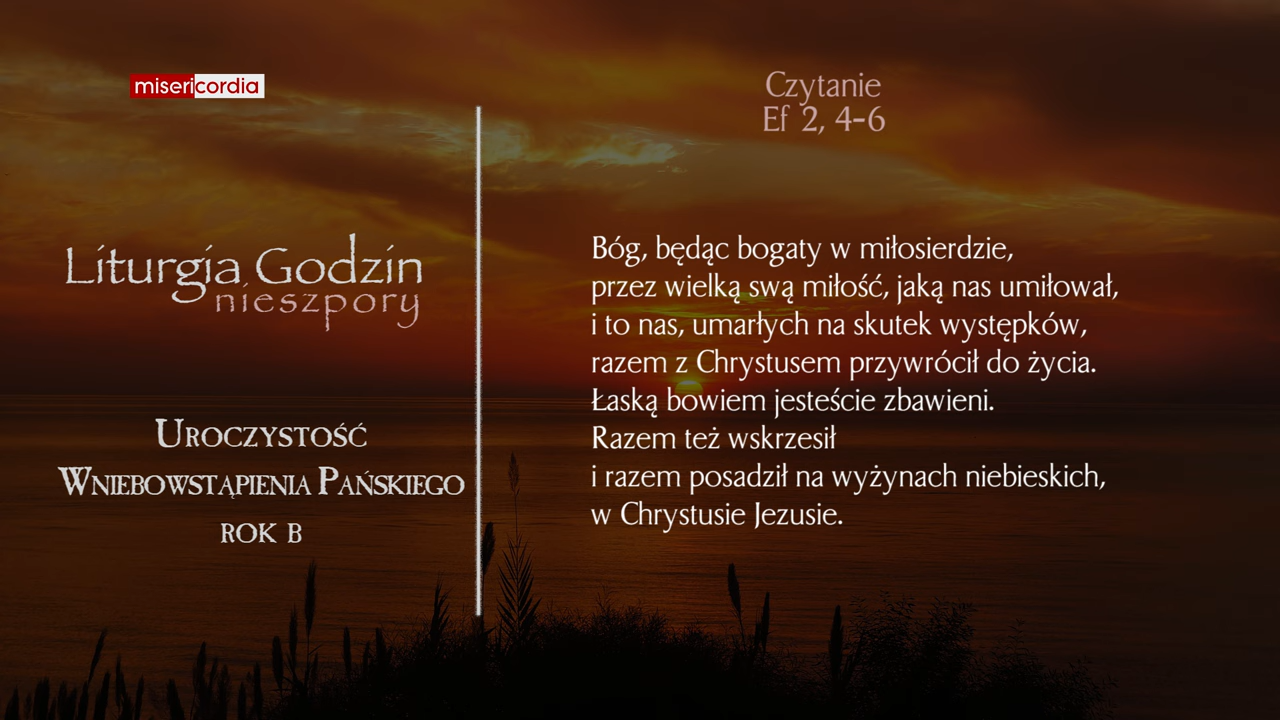 misericordia
Liturgia Godzin
nieszpory
Uroczystość
Wniebowstąpienia Pańskiego
rok B
Czytanie
Ef 2, 4-6
Bóg, będąc bogaty w miłosierdzie,
przez wielką swą miłość, jaką nas umiłował,
i to nas, umarłych na skutek występków,
razem z Chrystusem przywrócił do życia.
Łaską bowiem jesteście zbawieni.
Razem też wskrzesił
i razem posadził na wyżynach niebieskich,
w Chrystusie Jezusie.